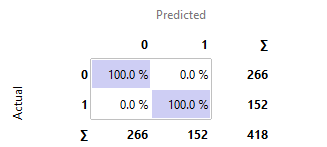 Predicted
0 1 ∑
Actual
0 100.0 % 0.0 % 266
1 0.0 % 100.0 % 152
∑ 266 152 418